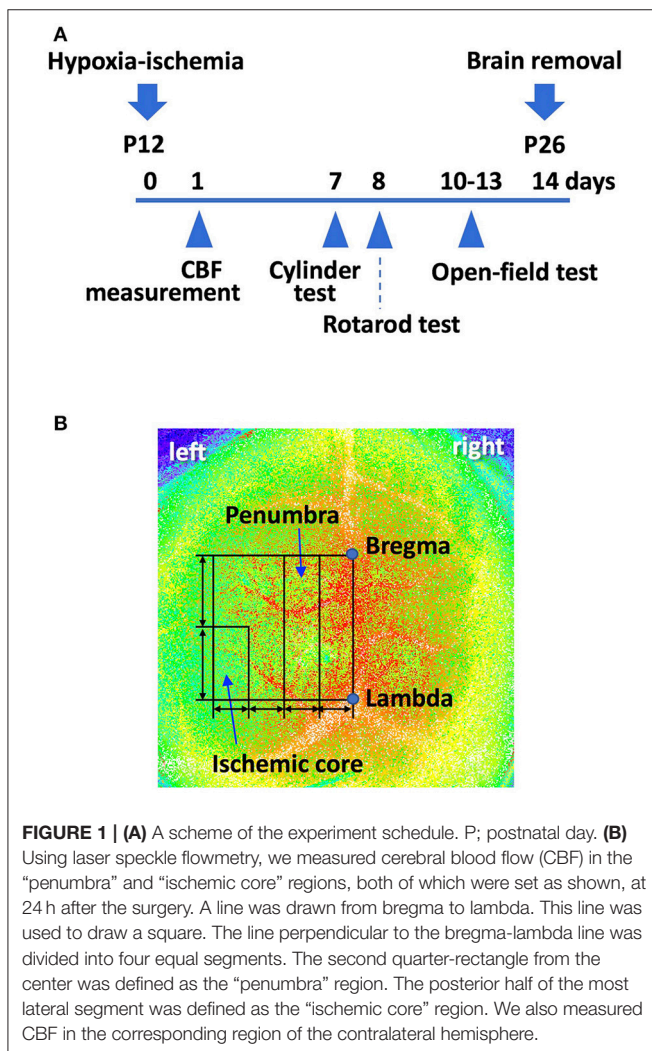 A
Hypoxia-ischemia
Brain removal
P12
P26
0 1 7 8 10-13 14 days
CBF measurement
Cylinder test
Rotarod test
Open-field test
B
left
right
Penumbra
Bregma
Lambda
Ischemic core
FIGURE 1 | (A) A scheme of the experiment schedule. P; postnatal day. (B)
Using laser speckle flowmetry, we measured cerebral blood flow (CBF) in the
“penumbra” and “ischemic core” regions, both of which were set as shown, at
24 h after the surgery. A line was drawn from bregma to lambda. This line was
used to draw a square. The line perpendicular to the bregma-lambda line was
divided into four equal segments. The second quarter-rectangle from the
center was defined as the “penumbra” region. The posterior half of the most
lateral segment was defined as the “ischemic core” region. We also measured
CBF in the corresponding region of the contralateral hemisphere.